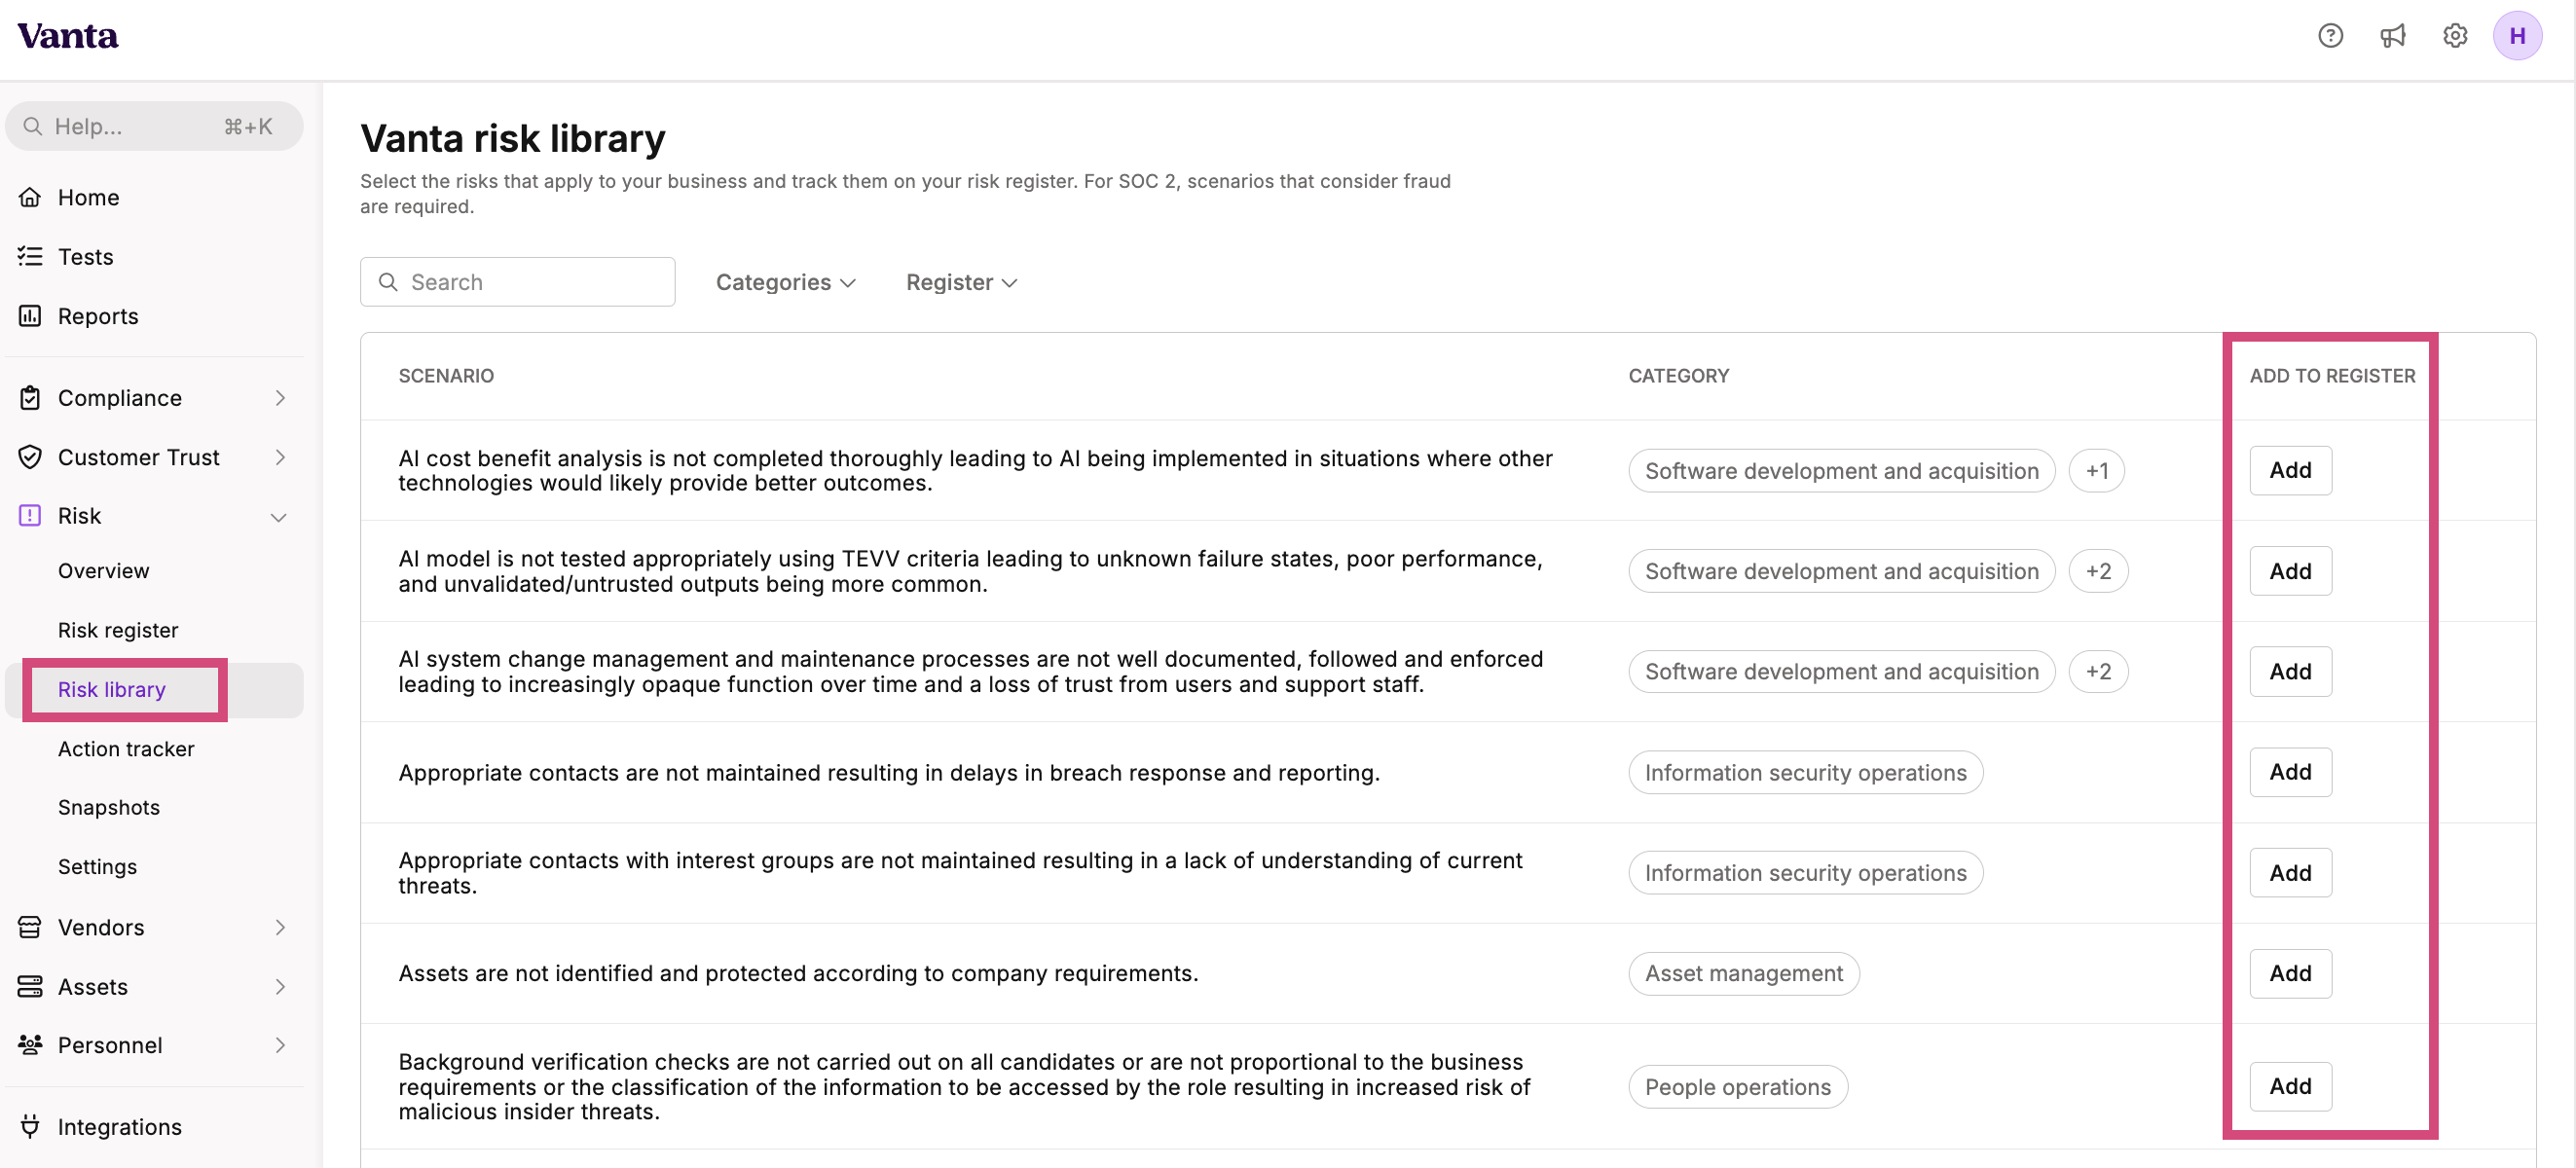 Vanta
H
Help... ⌘+K
Home
Tests
Reports
Compliance
Customer Trust
Risk
Overview
Risk register
Risk library
Action tracker
Snapshots
Settings
Vendors
Assets
Personnel
Integrations
Vanta risk library
Select the risks that apply to your business and track them on your risk register. For SOC 2, scenarios that consider fraud
are required.
Search Categories Register
SCENARIO CATEGORY ADD TO REGISTER
AI cost benefit analysis is not completed thoroughly leading to AI being implemented in situations where other
technologies would likely provide better outcomes.
Software development and acquisition +1 Add
AI model is not tested appropriately using TEVV criteria leading to unknown failure states, poor performance,
and unvalidated/untrusted outputs being more common.
Software development and acquisition +2 Add
AI system change management and maintenance processes are not well documented, followed and enforced
leading to increasingly opaque function over time and a loss of trust from users and support staff.
Software development and acquisition +2 Add
Appropriate contacts are not maintained resulting in delays in breach response and reporting.
Information security operations Add
Appropriate contacts with interest groups are not maintained resulting in a lack of understanding of current
threats.
Information security operations Add
Assets are not identified and protected according to company requirements.
Asset management Add
Background verification checks are not carried out on all candidates or are not proportional to the business
requirements or the classification of the information to be accessed by the role resulting in increased risk of
malicious insider threats.
People operations Add